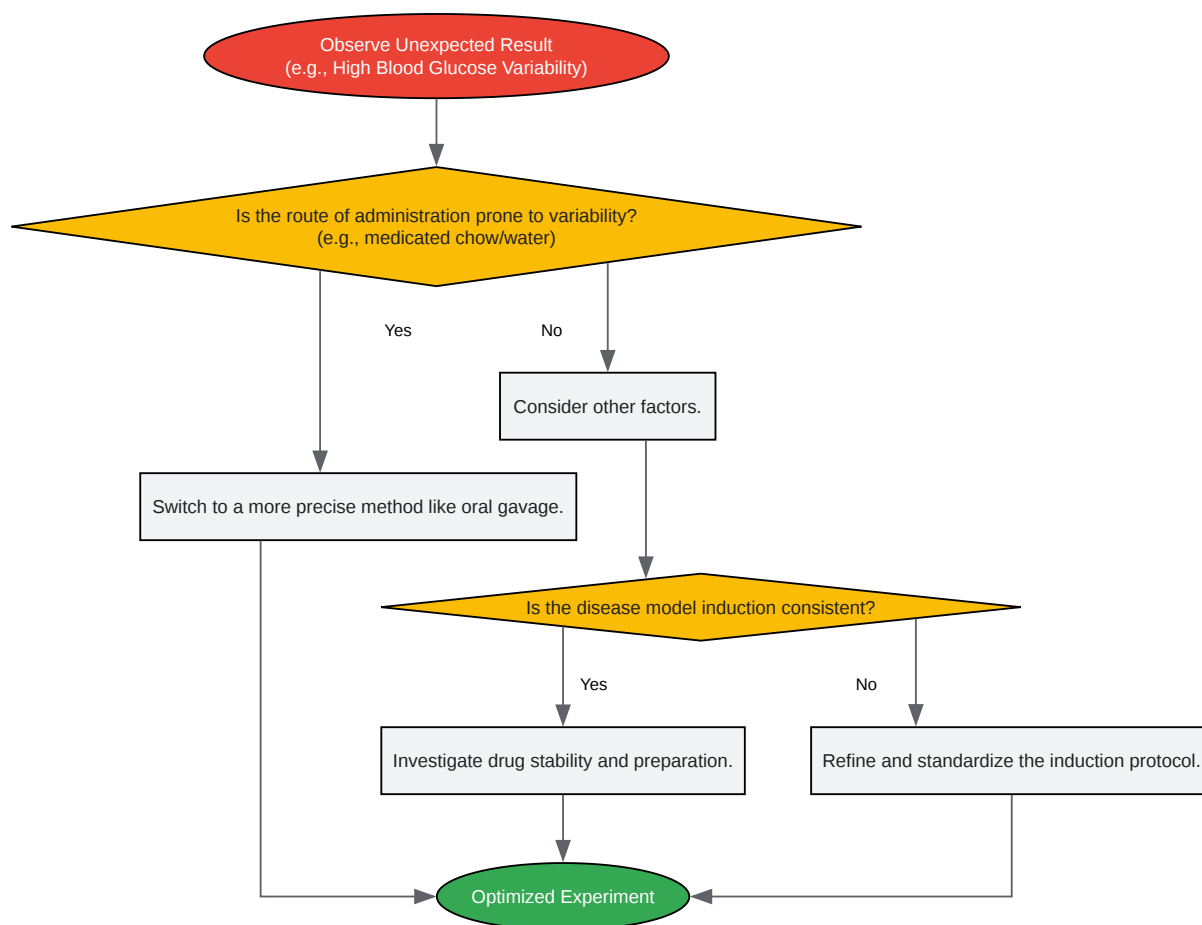 Observe Unexpected Result
(e.g., High Blood Glucose Variability)
Is the route of administration prone to variability?
(e.g., medicated chow/water)
Yes
No
Consider other factors.
Switch to a more precise method like oral gavage.
Is the disease model induction consistent?
Yes
No
Investigate drug stability and preparation.
Refine and standardize the induction protocol.
Optimized Experiment